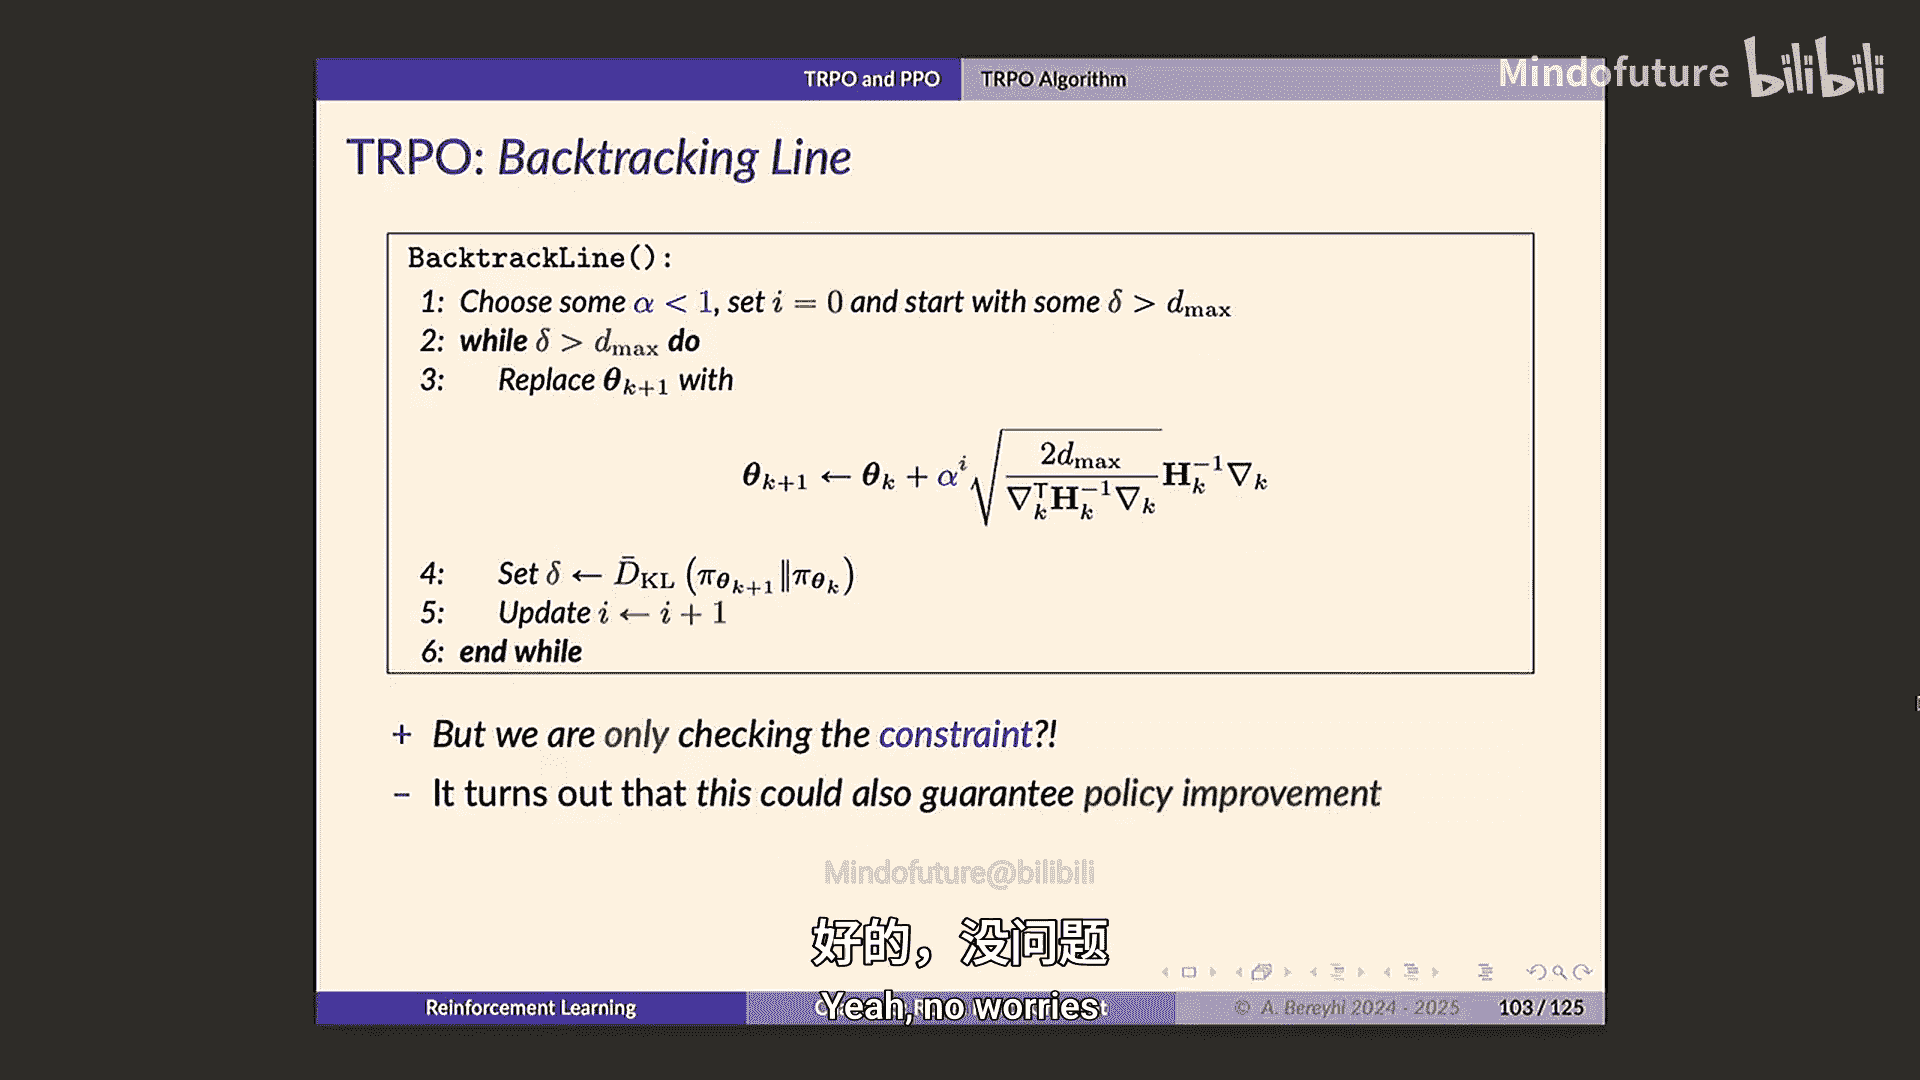 TRPO and PPO
TRPO Algorithm
Mindofuture bilibili
TRPO: Backtracking Line
BacktrackLine():
1: Choose some α < 1, set i = 0 and start with some δ > d_max
2: while δ > d_max do
3: Replace θ_{k+1} with
θ_{k+1} ← θ_k + α^i √(2d_max / ∇_k^T H_k^{-1} ∇_k) H_k^{-1} ∇_k
4: Set δ ← D̄_KL (π_{θ_{k+1}} ‖ π_{θ_k})
5: Update i ← i + 1
6: end while
+ But we are only checking the constraint?!
– It turns out that this could also guarantee policy improvement
Mindofuture@bilibili
好的，没问题
Yeah, no worries
Reinforcement Learning
© A. Bereyhi 2024 - 2025
103 / 125